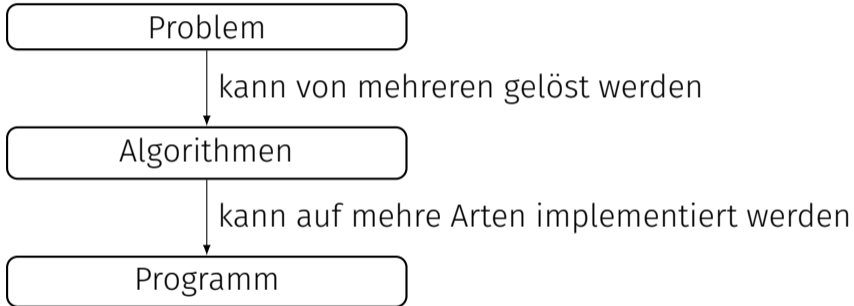 Problem
kann von mehreren gelöst werden
Algorithmen
kann auf mehre Arten implementiert werden
Programm